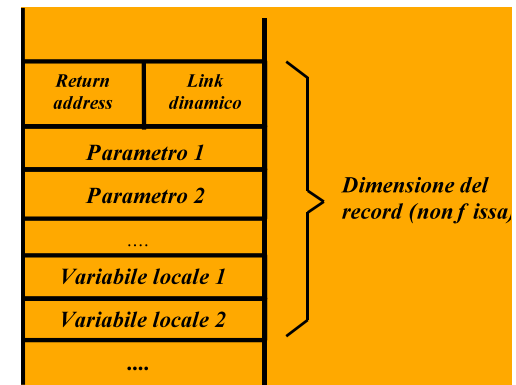 Return
address
Link
dinamico
Parametro 1
Parametro 2
....
Variabile locale 1
Variabile locale 2
....
Dimensione del
record (non f issa)